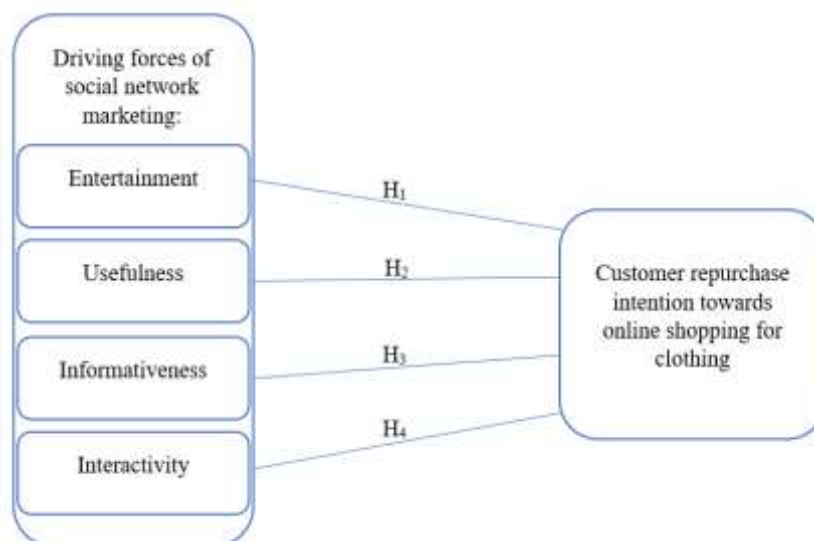 Driving forces of
social network
marketing:
Entertainment
Usefulness
Informativeness
Interactivity
H₁
H₂
H₃
H₄
Customer repurchase
intention towards
online shopping for
clothing